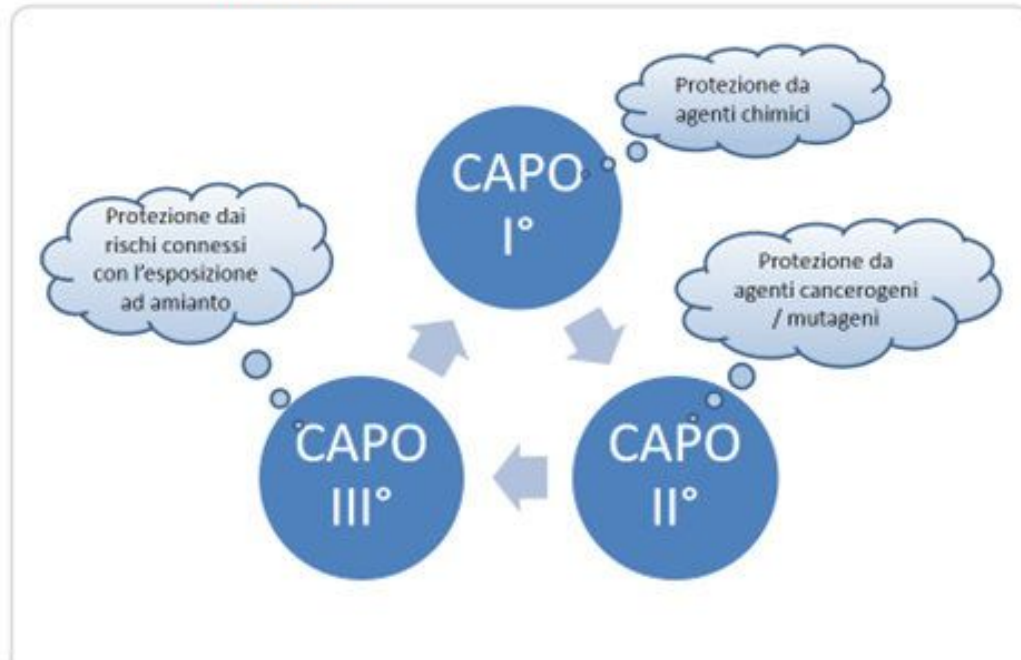 Protezione da
agenti chimici
CAPO
I°
Protezione dai
rischi connessi
con l'esposizione
ad amianto
Protezione da
agenti cancerogeni
/ mutageni
CAPO
III°
CAPO
II°